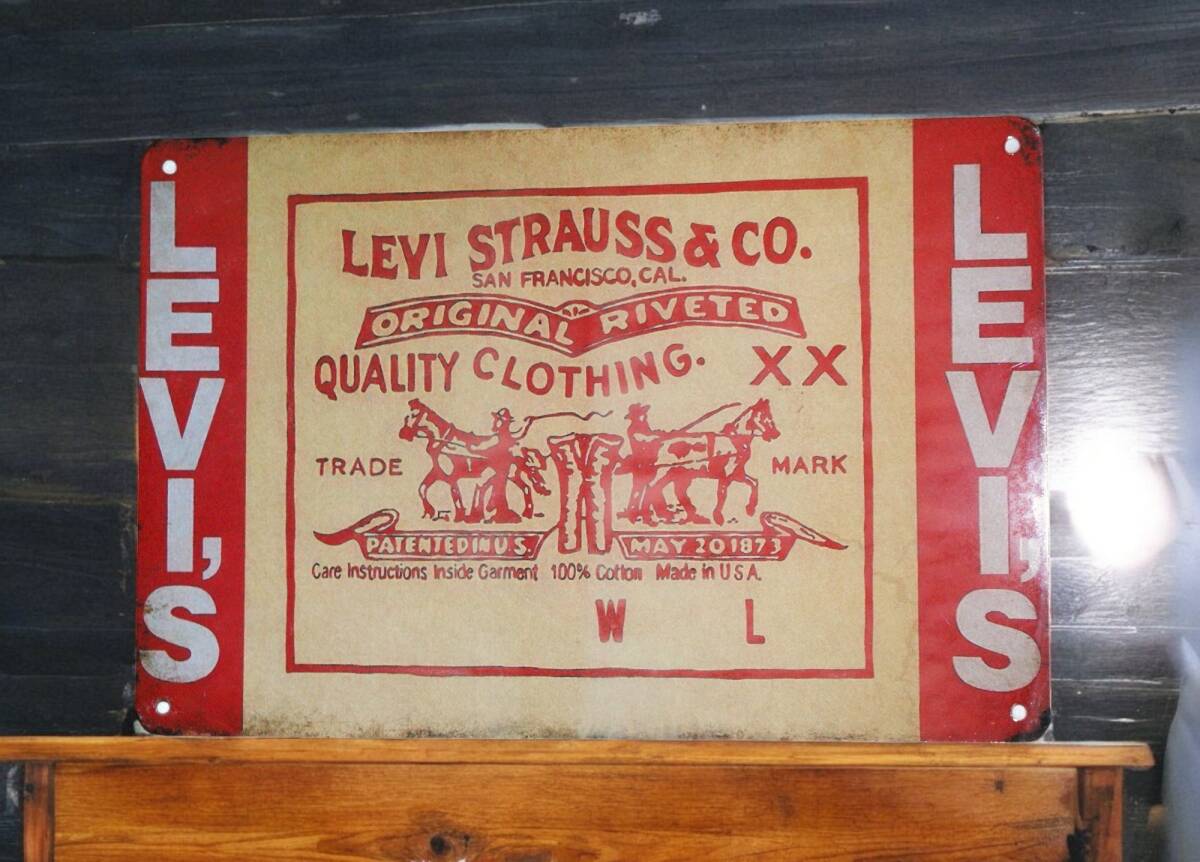 LEVI'S
LEVI STRAUSS & CO.
SAN FRANCISCO, CAL.
ORIGINAL RIVETED
QUALITY CLOTHING. XX
TRADE MARK
PATENTED IN U.S. MAY 20 1873
Care Instructions Inside Garment 100% Cotton Made in U S A.
W L
LEVI'S